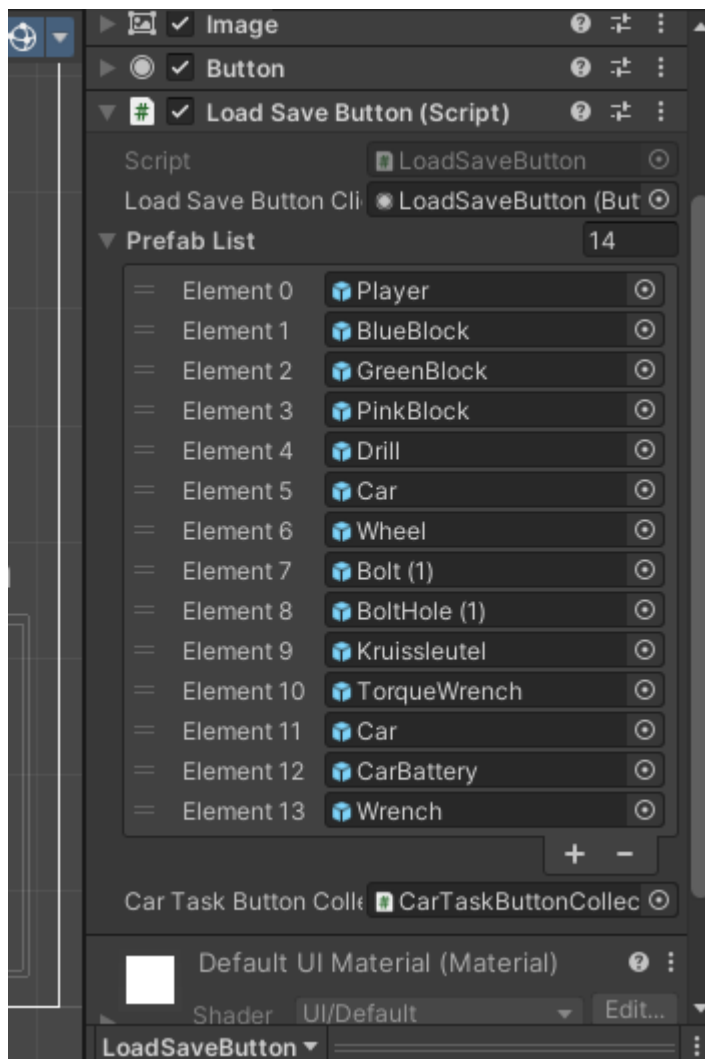 Image
Button
# Load Save Button (Script)
Script # LoadSaveButton
Load Save Button Cli LoadSaveButton (But
Prefab List 14
Element 0 Player
Element 1 BlueBlock
Element 2 GreenBlock
Element 3 PinkBlock
Element 4 Drill
Element 5 Car
Element 6 Wheel
Element 7 Bolt (1)
Element 8 BoltHole (1)
Element 9 Kruissleutel
Element 10 TorqueWrench
Element 11 Car
Element 12 CarBattery
Element 13 Wrench
+ −
Car Task Button Colle # CarTaskButtonCollec
Default UI Material (Material)
Shader UI/Default Edit...
LoadSaveButton